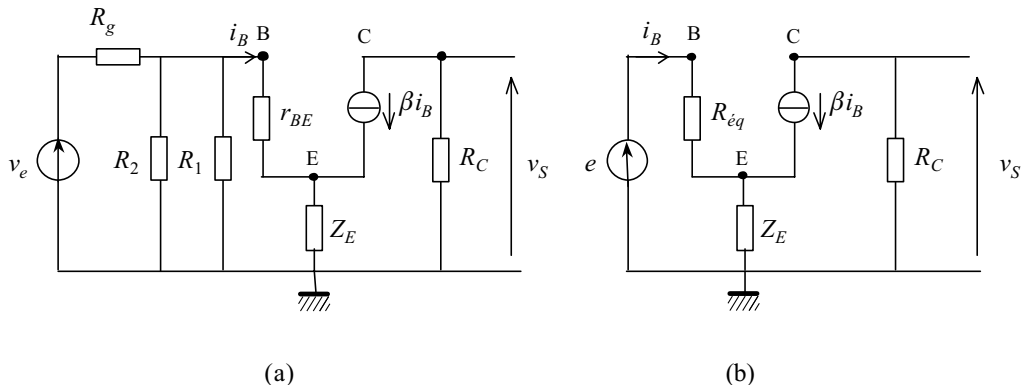 R_g
i_B B C
r_BE
βi_B
v_e
R_2 R_1
E
R_C
v_S
Z_E
(a)
i_B B C
R_éq
βi_B
e
E
R_C
v_S
Z_E
(b)